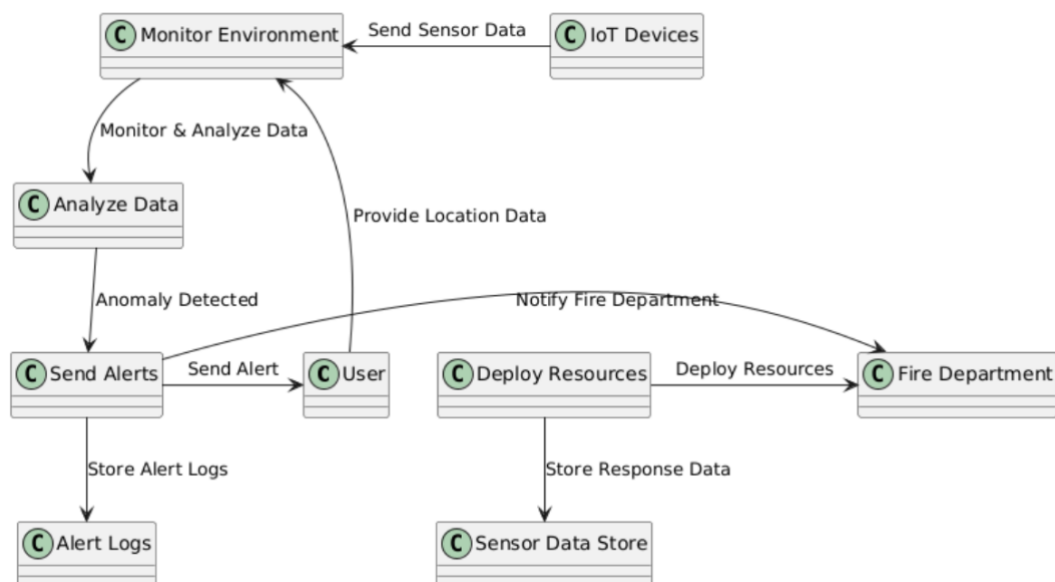 C Monitor Environment
Send Sensor Data
C IoT Devices
Monitor & Analyze Data
C Analyze Data
Provide Location Data
Anomaly Detected
Notify Fire Department
C Send Alerts
Send Alert
C User
C Deploy Resources
Deploy Resources
C Fire Department
Store Alert Logs
Store Response Data
C Alert Logs
C Sensor Data Store